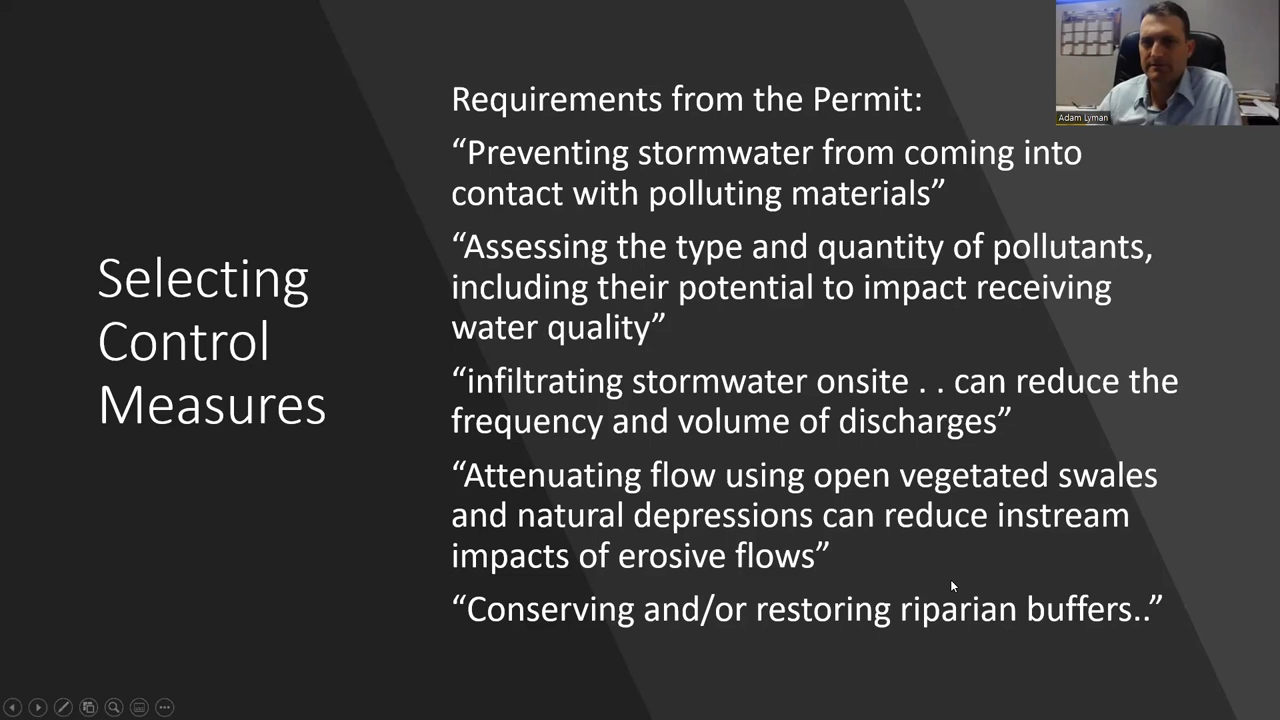 Selecting
Control
Measures
Requirements from the Permit:
“Preventing stormwater from coming into
contact with polluting materials”
“Assessing the type and quantity of pollutants,
including their potential to impact receiving
water quality”
“infiltrating stormwater onsite . . can reduce the
frequency and volume of discharges”
“Attenuating flow using open vegetated swales
and natural depressions can reduce instream
impacts of erosive flows”
“Conserving and/or restoring riparian buffers..”
Adam Lyman